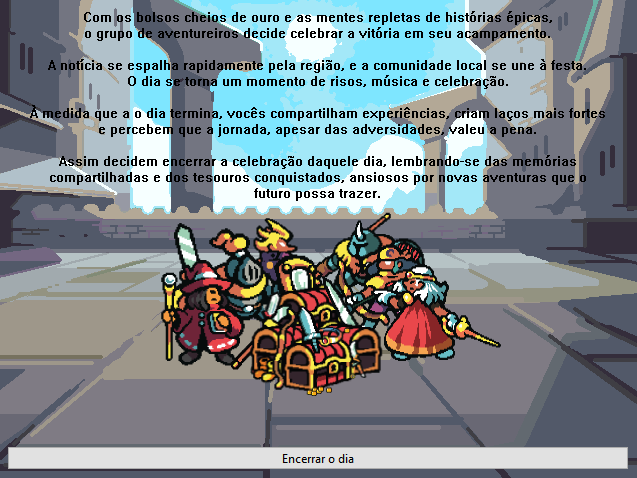 Com os bolsos cheios de ouro e as mentes repletas de histórias épicas,
o grupo de aventureiros decide celebrar a vitória em seu acampamento.
A notícia se espalha rapidamente pela região, e a comunidade local se une à festa.
O dia se torna um momento de risos, música e celebração.
À medida que a o dia termina, vocês compartilham experiências, criam laços mais fortes
e percebem que a jornada, apesar das adversidades, valeu a pena.
Assim decidem encerrar a celebração daquele dia, lembrando-se das memórias
compartilhadas e dos tesouros conquistados, ansiosos por novas aventuras que o
futuro possa trazer.
Encerrar o dia